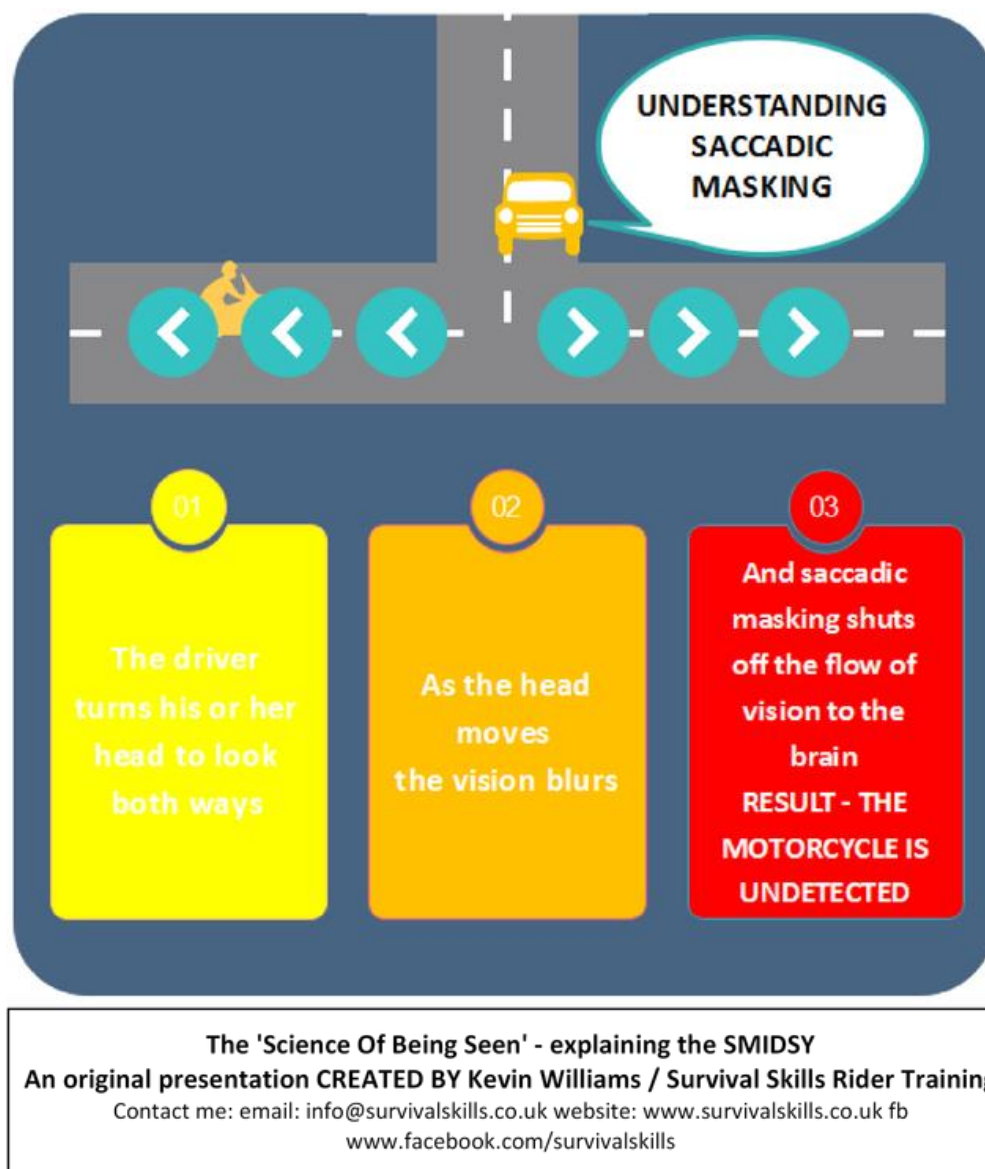 UNDERSTANDING
SACCADIC
MASKING
01
The driver
turns his or her
head to look
both ways
02
As the head
moves
the vision blurs
03
And saccadic
masking shuts
off the flow of
vision to the
brain
RESULT - THE
MOTORCYCLE IS
UNDETECTED
The 'Science Of Being Seen' - explaining the SMIDSY
An original presentation CREATED BY Kevin Williams / Survival Skills Rider Training
Contact me: email: info@survivalskills.co.uk website: www.survivalskills.co.uk fb
www.facebook.com/survivalskills